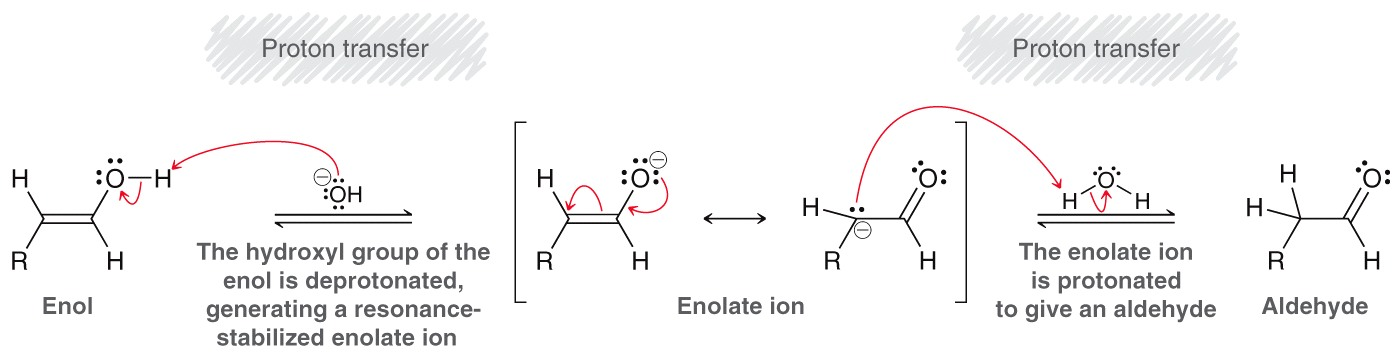 Proton transfer
Proton transfer
H
O
H
H
R
Enol
OH
The hydroxyl group of the
enol is deprotonated,
generating a resonance-
stabilized enolate ion
H
O
R
H
H
O
R
H
Enolate ion
O
H
H
The enolate ion
is protonated
to give an aldehyde
H
O
H
R
H
Aldehyde